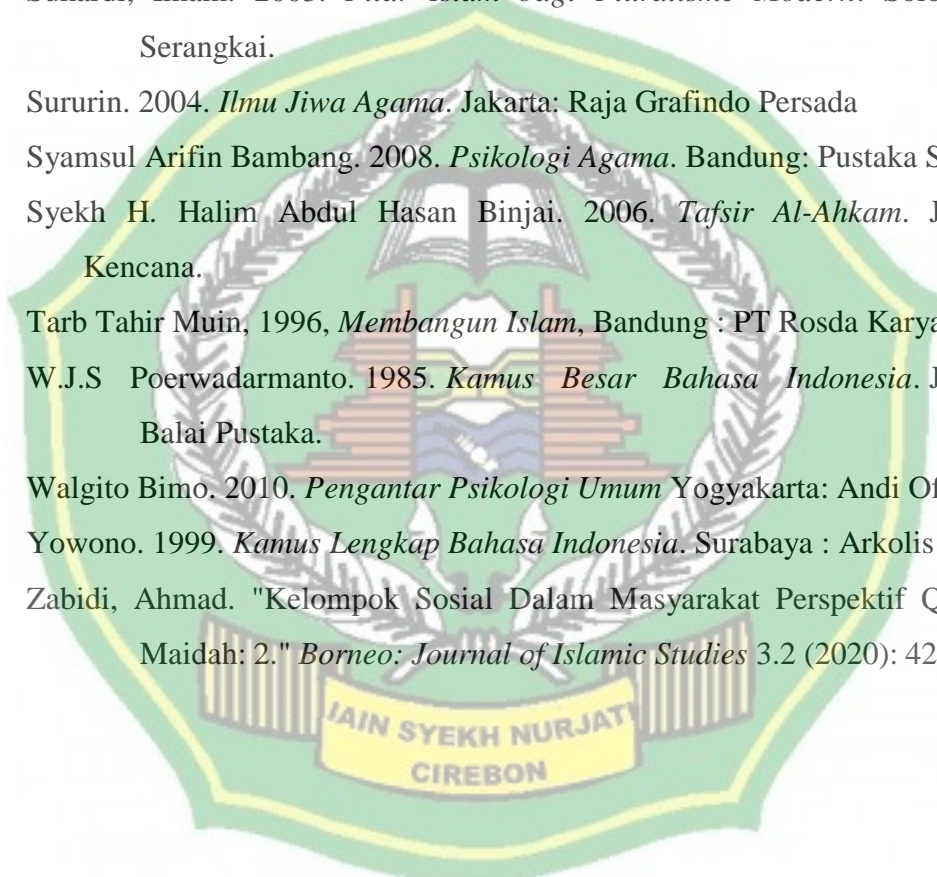 Serangkai.
Sururin. 2004. Ilmu Jiwa Agama. Jakarta: Raja Grafindo Persada
Syamsul Arifin Bambang. 2008. Psikologi Agama. Bandung: Pustaka S
Syekh H. Halim Abdul Hasan Binjai. 2006. Tafsir Al-Ahkam. J
Kencana.
Tarb Tahir Muin, 1996, Membangun Islam, Bandung : PT Rosda Karya
W.J.S Poerwadarmanto. 1985. Kamus Besar Bahasa Indonesia. J
Balai Pustaka.
Walgito Bimo. 2010. Pengantar Psikologi Umum Yogyakarta: Andi Of
Yowono. 1999. Kamus Lengkap Bahasa Indonesia. Surabaya : Arkolis
Zabidi, Ahmad. "Kelompok Sosial Dalam Masyarakat Perspektif Q
Maidah: 2." Borneo: Journal of Islamic Studies 3.2 (2020): 42
IAIN SYEKH NURJATI
CIREBON